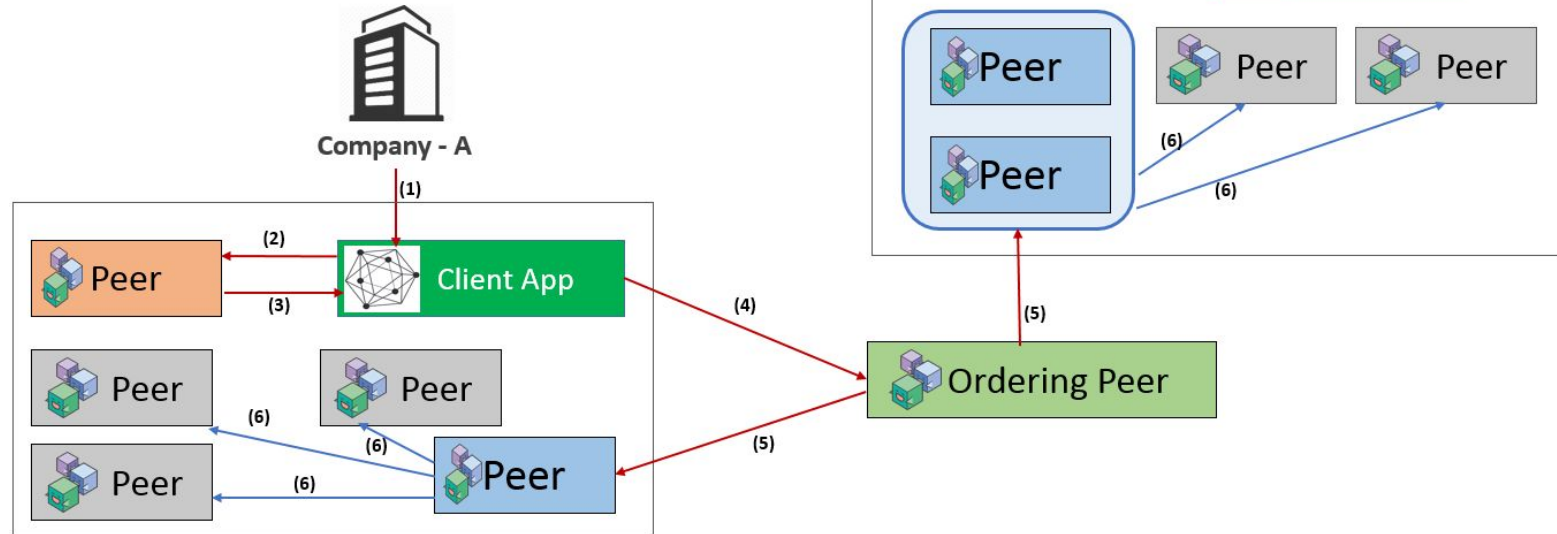 Company - A
(1)
Peer
(2)
(3)
Client App
Peer
Peer
(6)
(6)
Peer
(6)
Peer
(4)
(5)
Ordering Peer
(5)
Peer
Peer
Peer
Peer
(6)
(6)